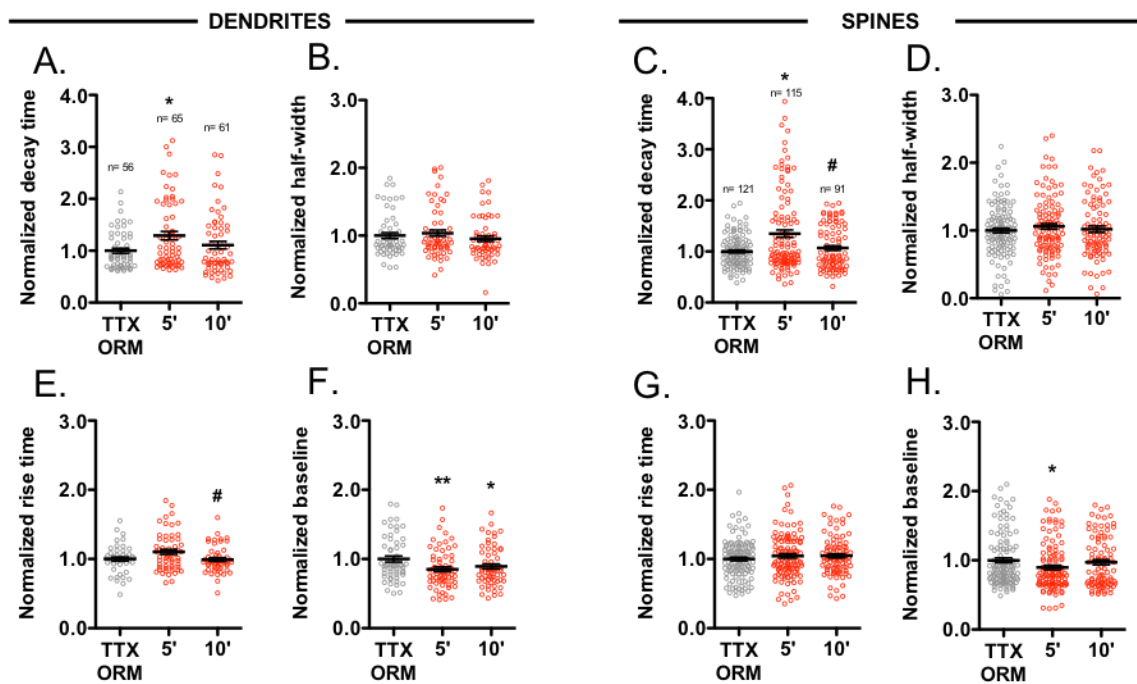 DENDRITES
SPINES
A.
Normalized decay time
4.0
3.0
2.0
1.0
0.0
n= 56
*
n= 65
n= 61
TTX 5' 10'
ORM
B.
Normalized half-width
3.0
2.0
1.0
0.0
TTX 5' 10'
ORM
C.
Normalized decay time
4.0
3.0
2.0
1.0
0.0
n= 121
*
n= 115
#
n= 91
TTX 5' 10'
ORM
D.
Normalized half-width
3.0
2.0
1.0
0.0
TTX 5' 10'
ORM
E.
Normalized rise time
3.0
2.0
1.0
0.0
#
TTX 5' 10'
ORM
F.
Normalized baseline
3.0
2.0
1.0
0.0
**
*
TTX 5' 10'
ORM
G.
Normalized rise time
3.0
2.0
1.0
0.0
TTX 5' 10'
ORM
H.
Normalized baseline
3.0
2.0
1.0
0.0
*
TTX 5' 10'
ORM